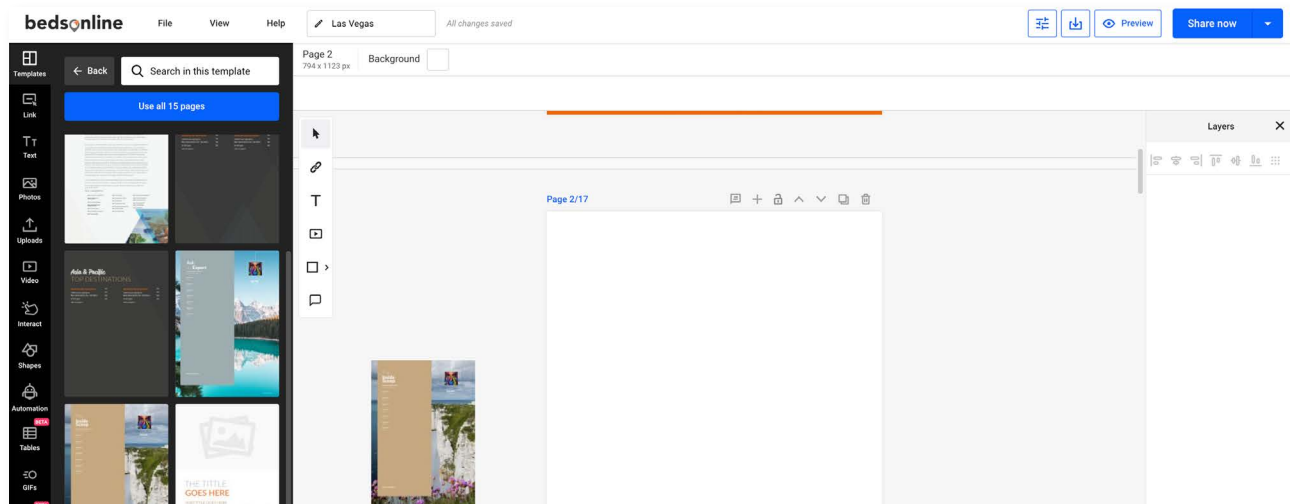 bedsonline
File View Help
Las Vegas
All changes saved
Preview
Share now
Templates
Link
Text
Photos
Uploads
Video
Interact
Shapes
Automation
BETA
Tables
GIFs
Back
Search in this template
Use all 15 pages
Asia & Pacific
TOP DESTINATIONS
THE TITTLE
GOES HERE
Page 2
794 x 1123 px
Background
Page 2/17
Layers